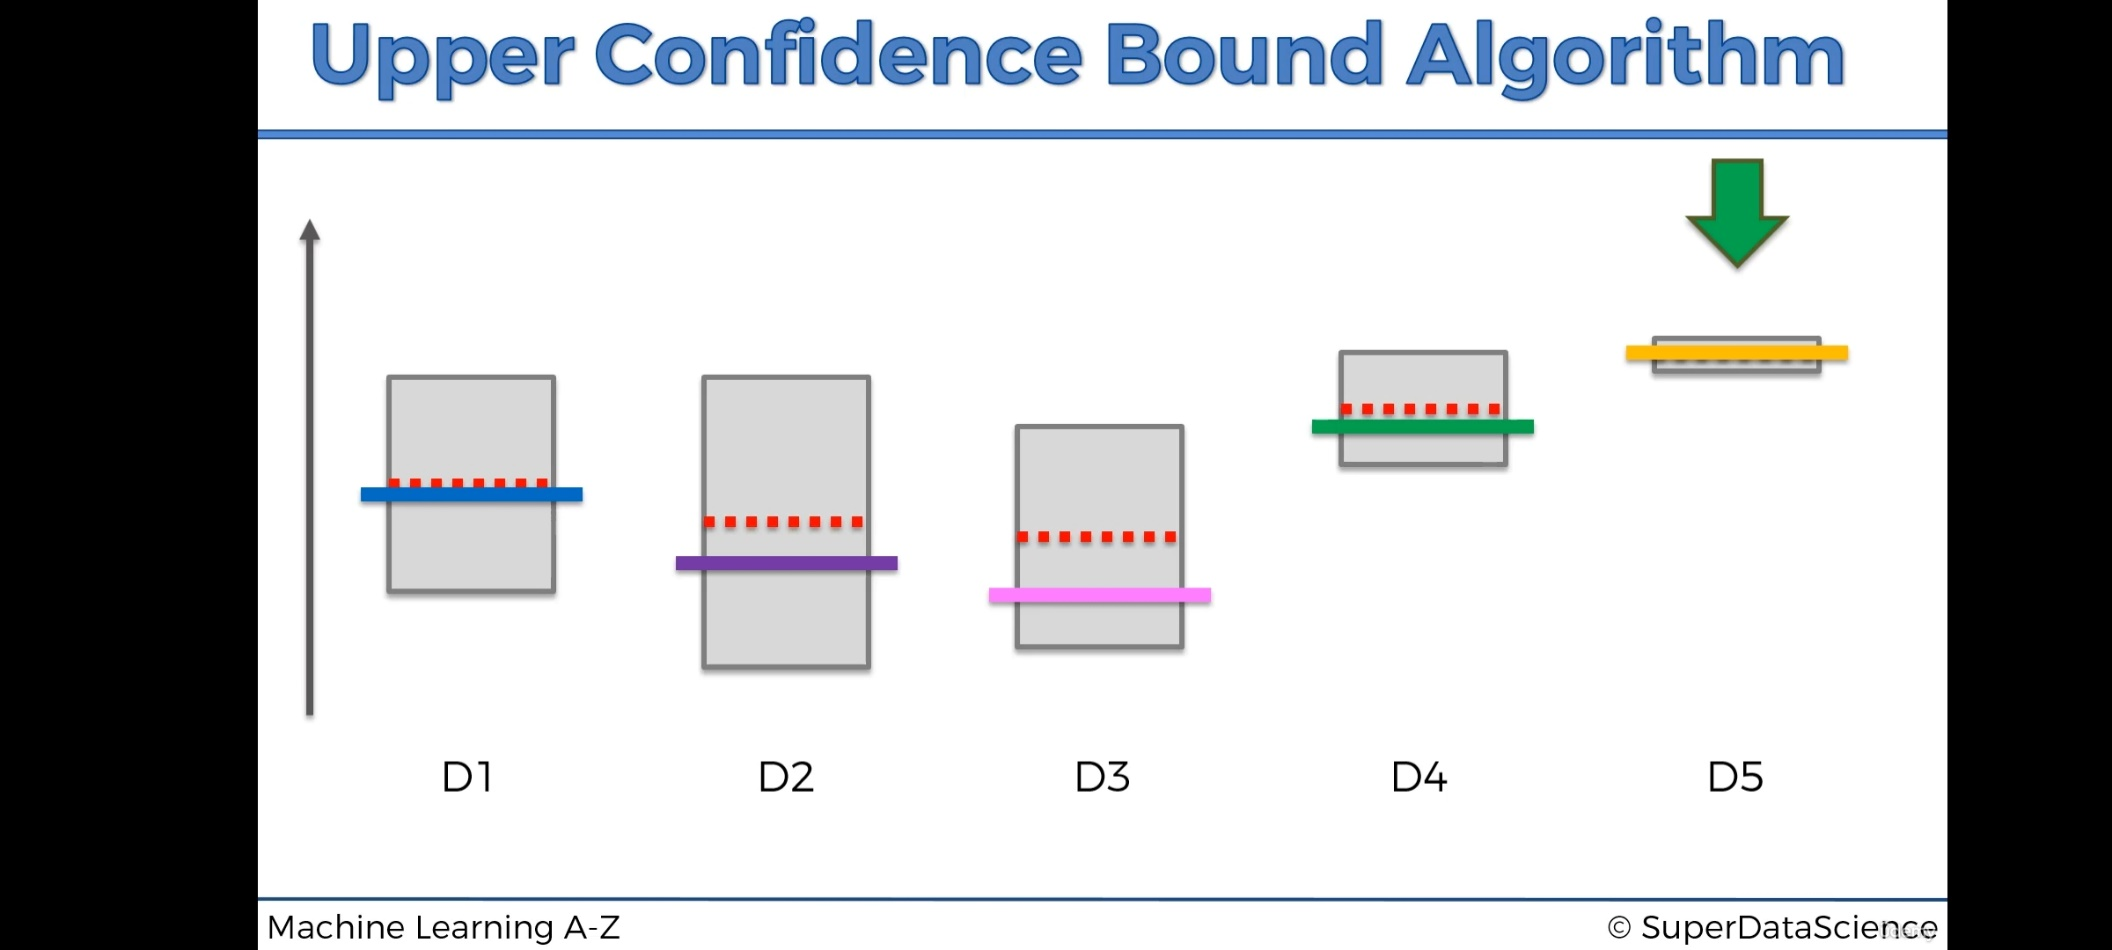 Upper Confidence Bound Algorithm
D1 D2 D3 D4 D5
Machine Learning A-Z
© SuperDataScience